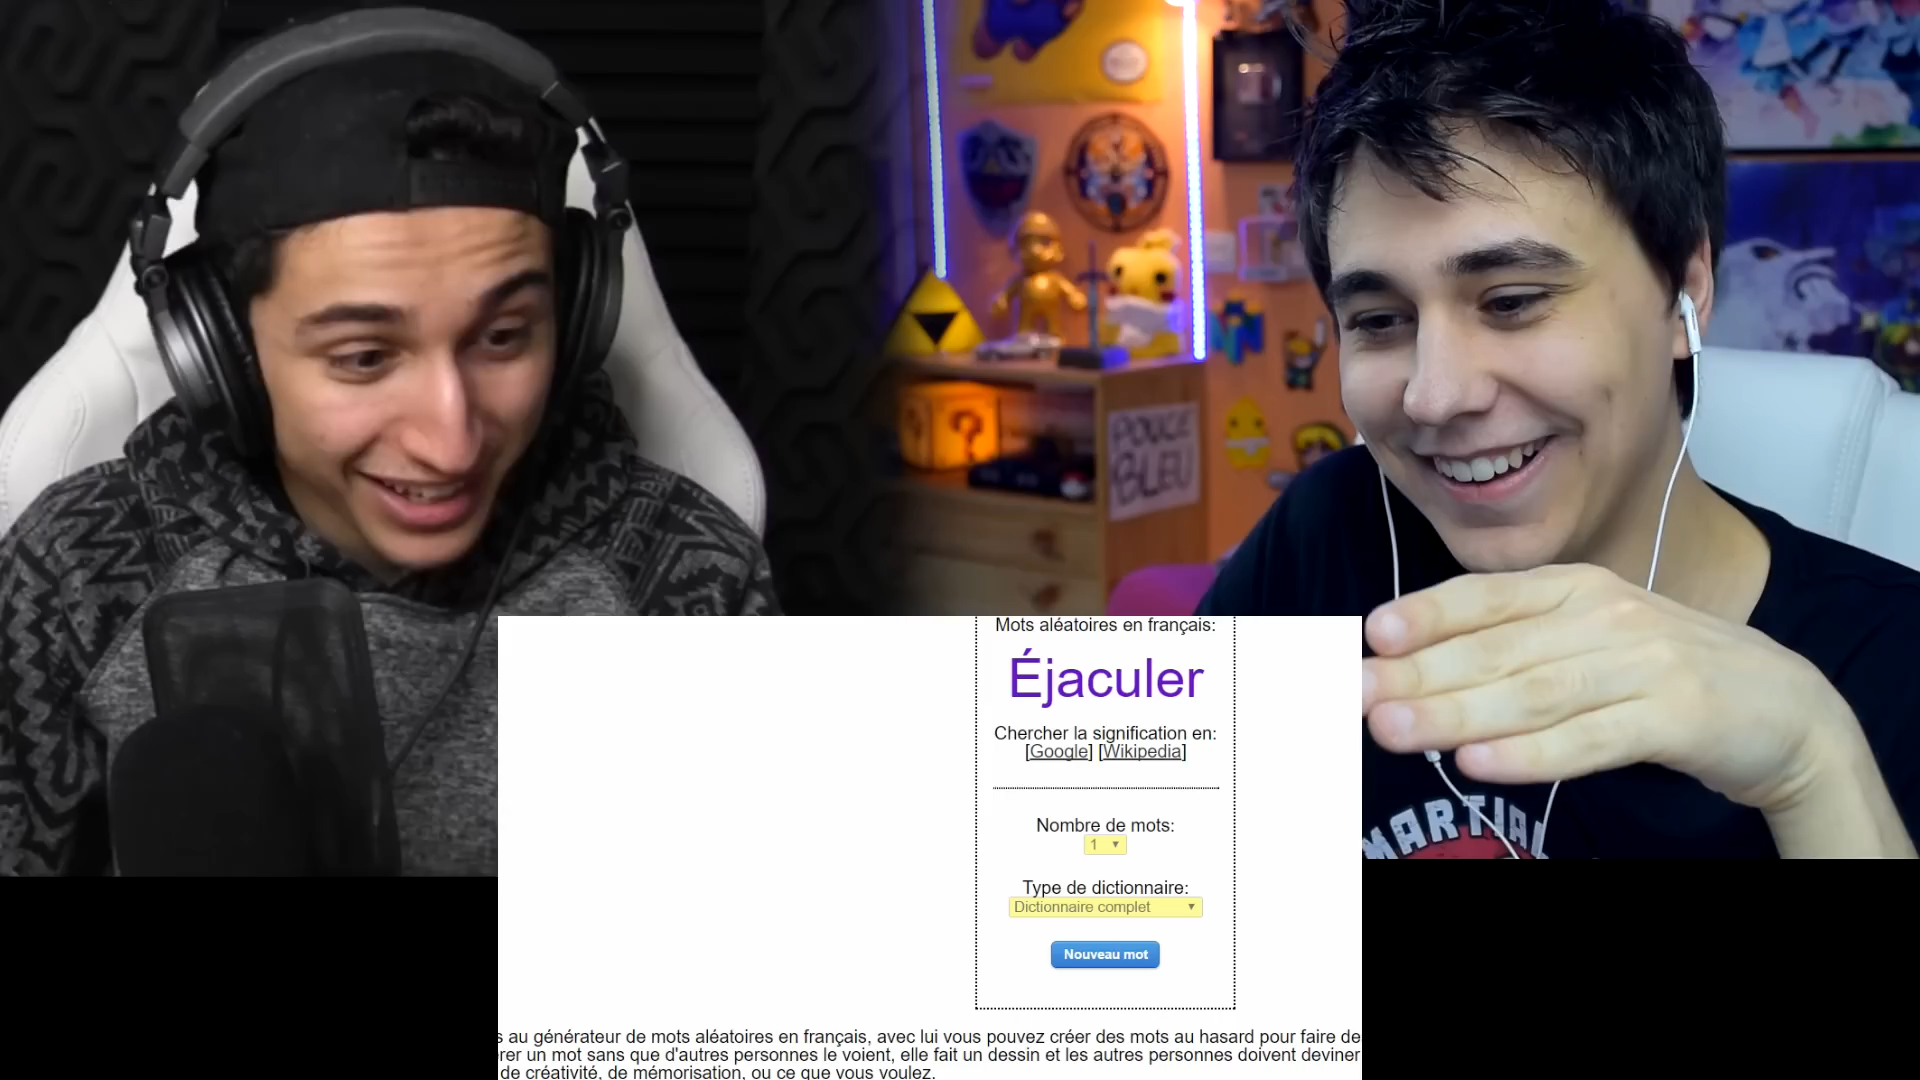 POUCE
BLEU
Mots aléatoires en français:
Éjaculer
Chercher la signification en:
[Google] [Wikipedia]
Nombre de mots:
1
Type de dictionnaire:
Dictionnaire complet
Nouveau mot
au générateur de mots aléatoires en français, avec lui vous pouvez créer des mots au hasard pour faire de
un mot sans que d'autres personnes le voient, elle fait un dessin et les autres personnes doivent deviner
de créativité, de mémorisation, ou ce que vous voulez.